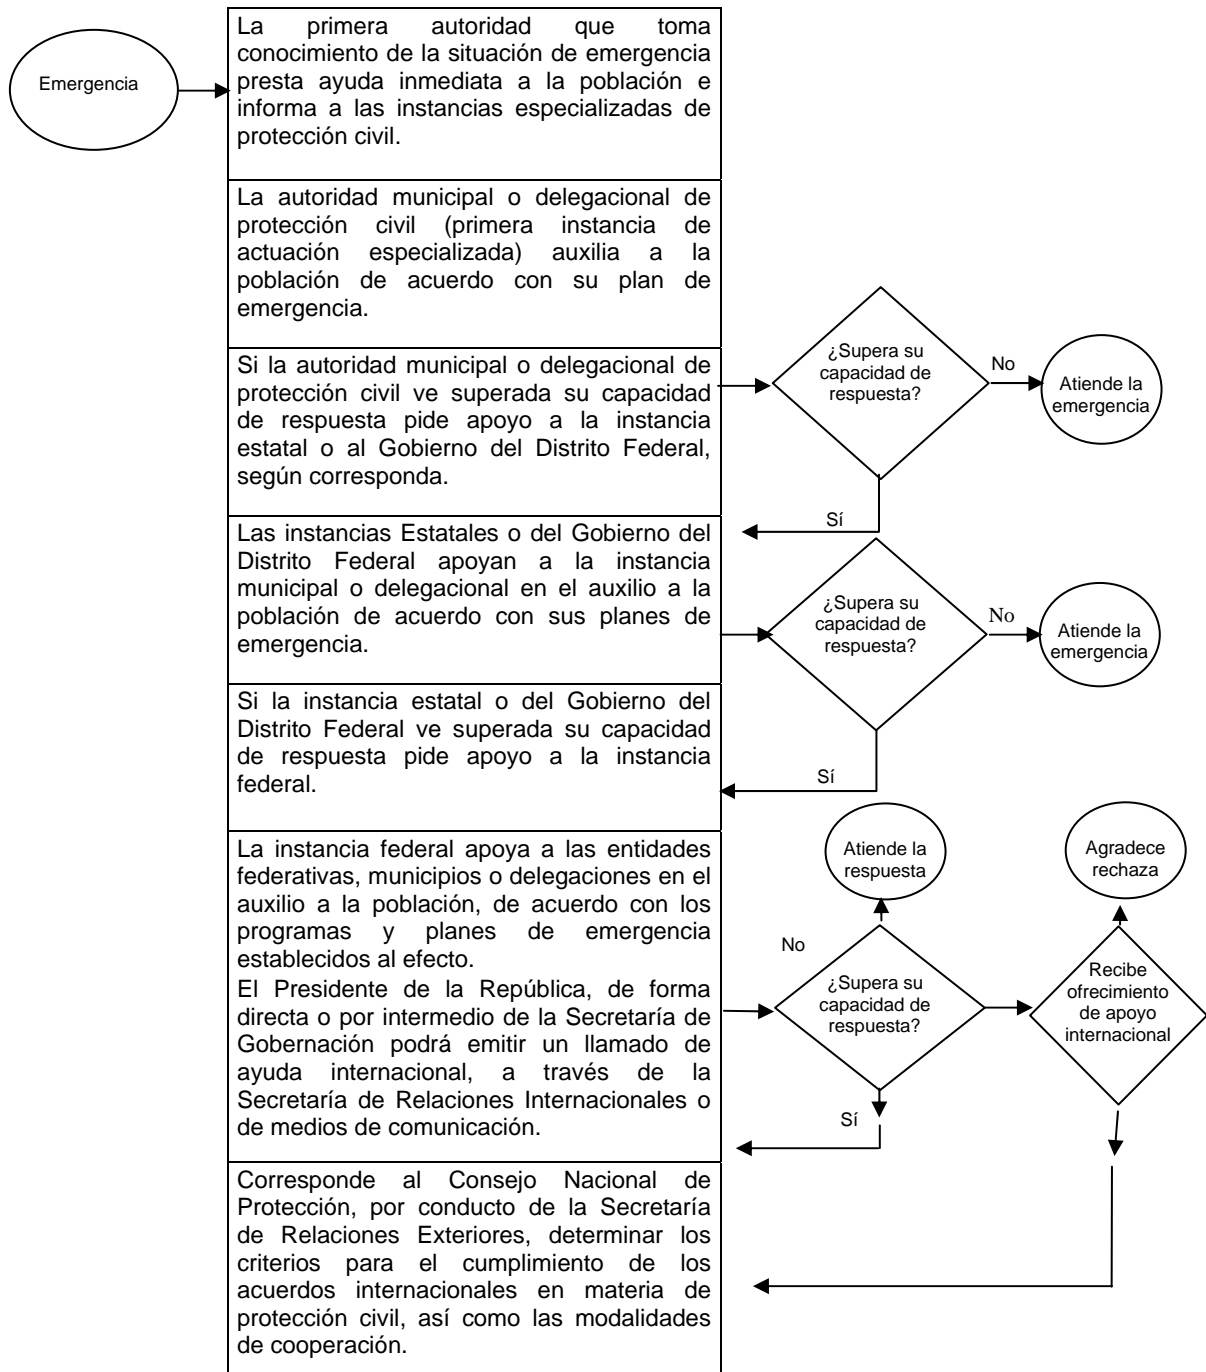 Emergencia
La primera autoridad que toma
conocimiento de la situación de emergencia
presta ayuda inmediata a la población e
informa a las instancias especializadas de
protección civil.
La autoridad municipal o delegacional de
protección civil (primera instancia de
actuación especializada) auxilia a la
población de acuerdo con su plan de
emergencia.
Si la autoridad municipal o delegacional de
protección civil ve superada su capacidad
de respuesta pide apoyo a la instancia
estatal o al Gobierno del Distrito Federal,
según corresponda.
¿Supera su
capacidad de
respuesta?
No
Atiende la
emergencia
Sí
Las instancias Estatales o del Gobierno del
Distrito Federal apoyan a la instancia
municipal o delegacional en el auxilio a la
población de acuerdo con sus planes de
emergencia.
¿Supera su
capacidad de
respuesta?
No
Atiende la
emergencia
Sí
Si la instancia estatal o del Gobierno del
Distrito Federal ve superada su capacidad
de respuesta pide apoyo a la instancia
federal.
La instancia federal apoya a las entidades
federativas, municipios o delegaciones en el
auxilio a la población, de acuerdo con los
programas y planes de emergencia
establecidos al efecto.
El Presidente de la República, de forma
directa o por intermedio de la Secretaría de
Gobernación podrá emitir un llamado de
ayuda internacional, a través de la
Secretaría de Relaciones Internacionales o
de medios de comunicación.
Atiende la
respuesta
Agradece
rechaza
No
¿Supera su
capacidad de
respuesta?
Recibe
ofrecimiento
de apoyo
internacional
Sí
Corresponde al Consejo Nacional de
Protección, por conducto de la Secretaría
de Relaciones Exteriores, determinar los
criterios para el cumplimiento de los
acuerdos internacionales en materia de
protección civil, así como las modalidades
de cooperación.